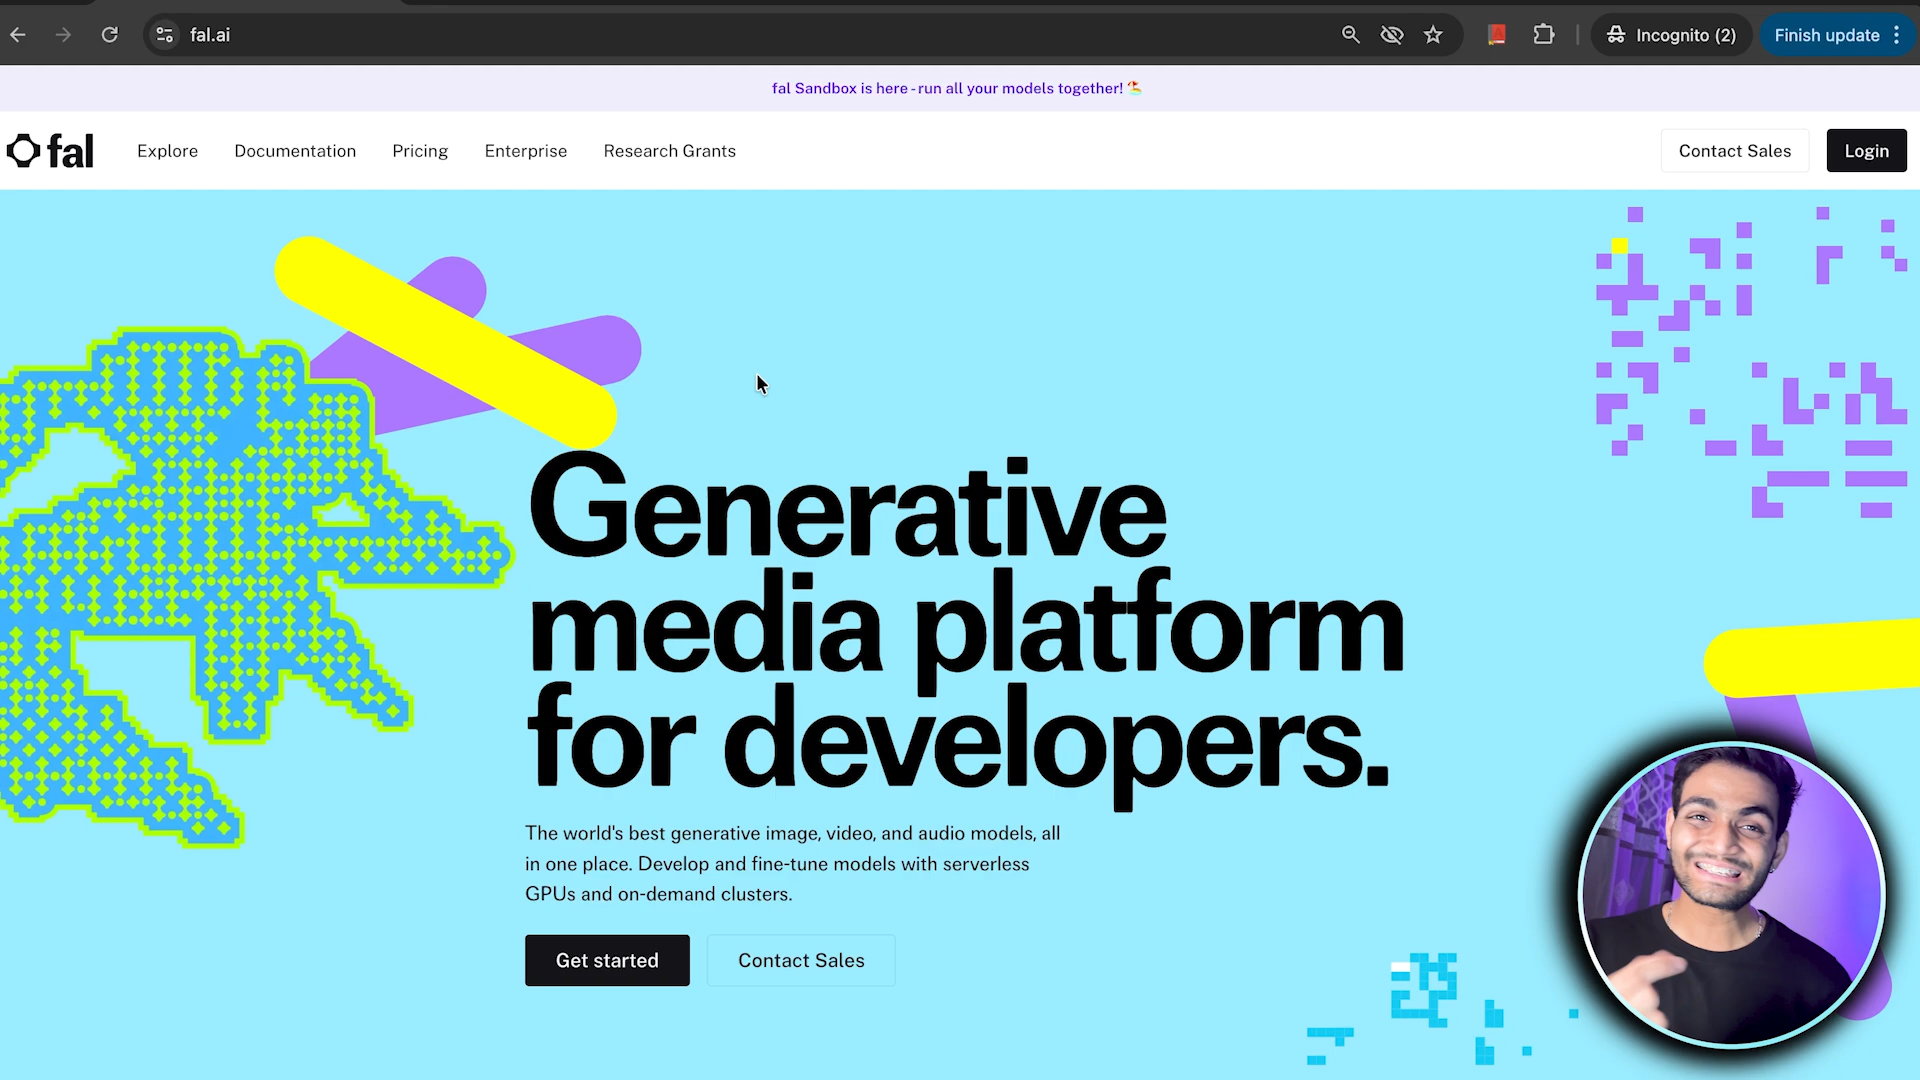 fal.ai
Incognito (2)
Finish update
fal Sandbox is here - run all your models together! 🏖️
fal
Explore
Documentation
Pricing
Enterprise
Research Grants
Contact Sales
Login
Generative
media platform
for developers.
The world's best generative image, video, and audio models, all
in one place. Develop and fine-tune models with serverless
GPUs and on-demand clusters.
Get started
Contact Sales